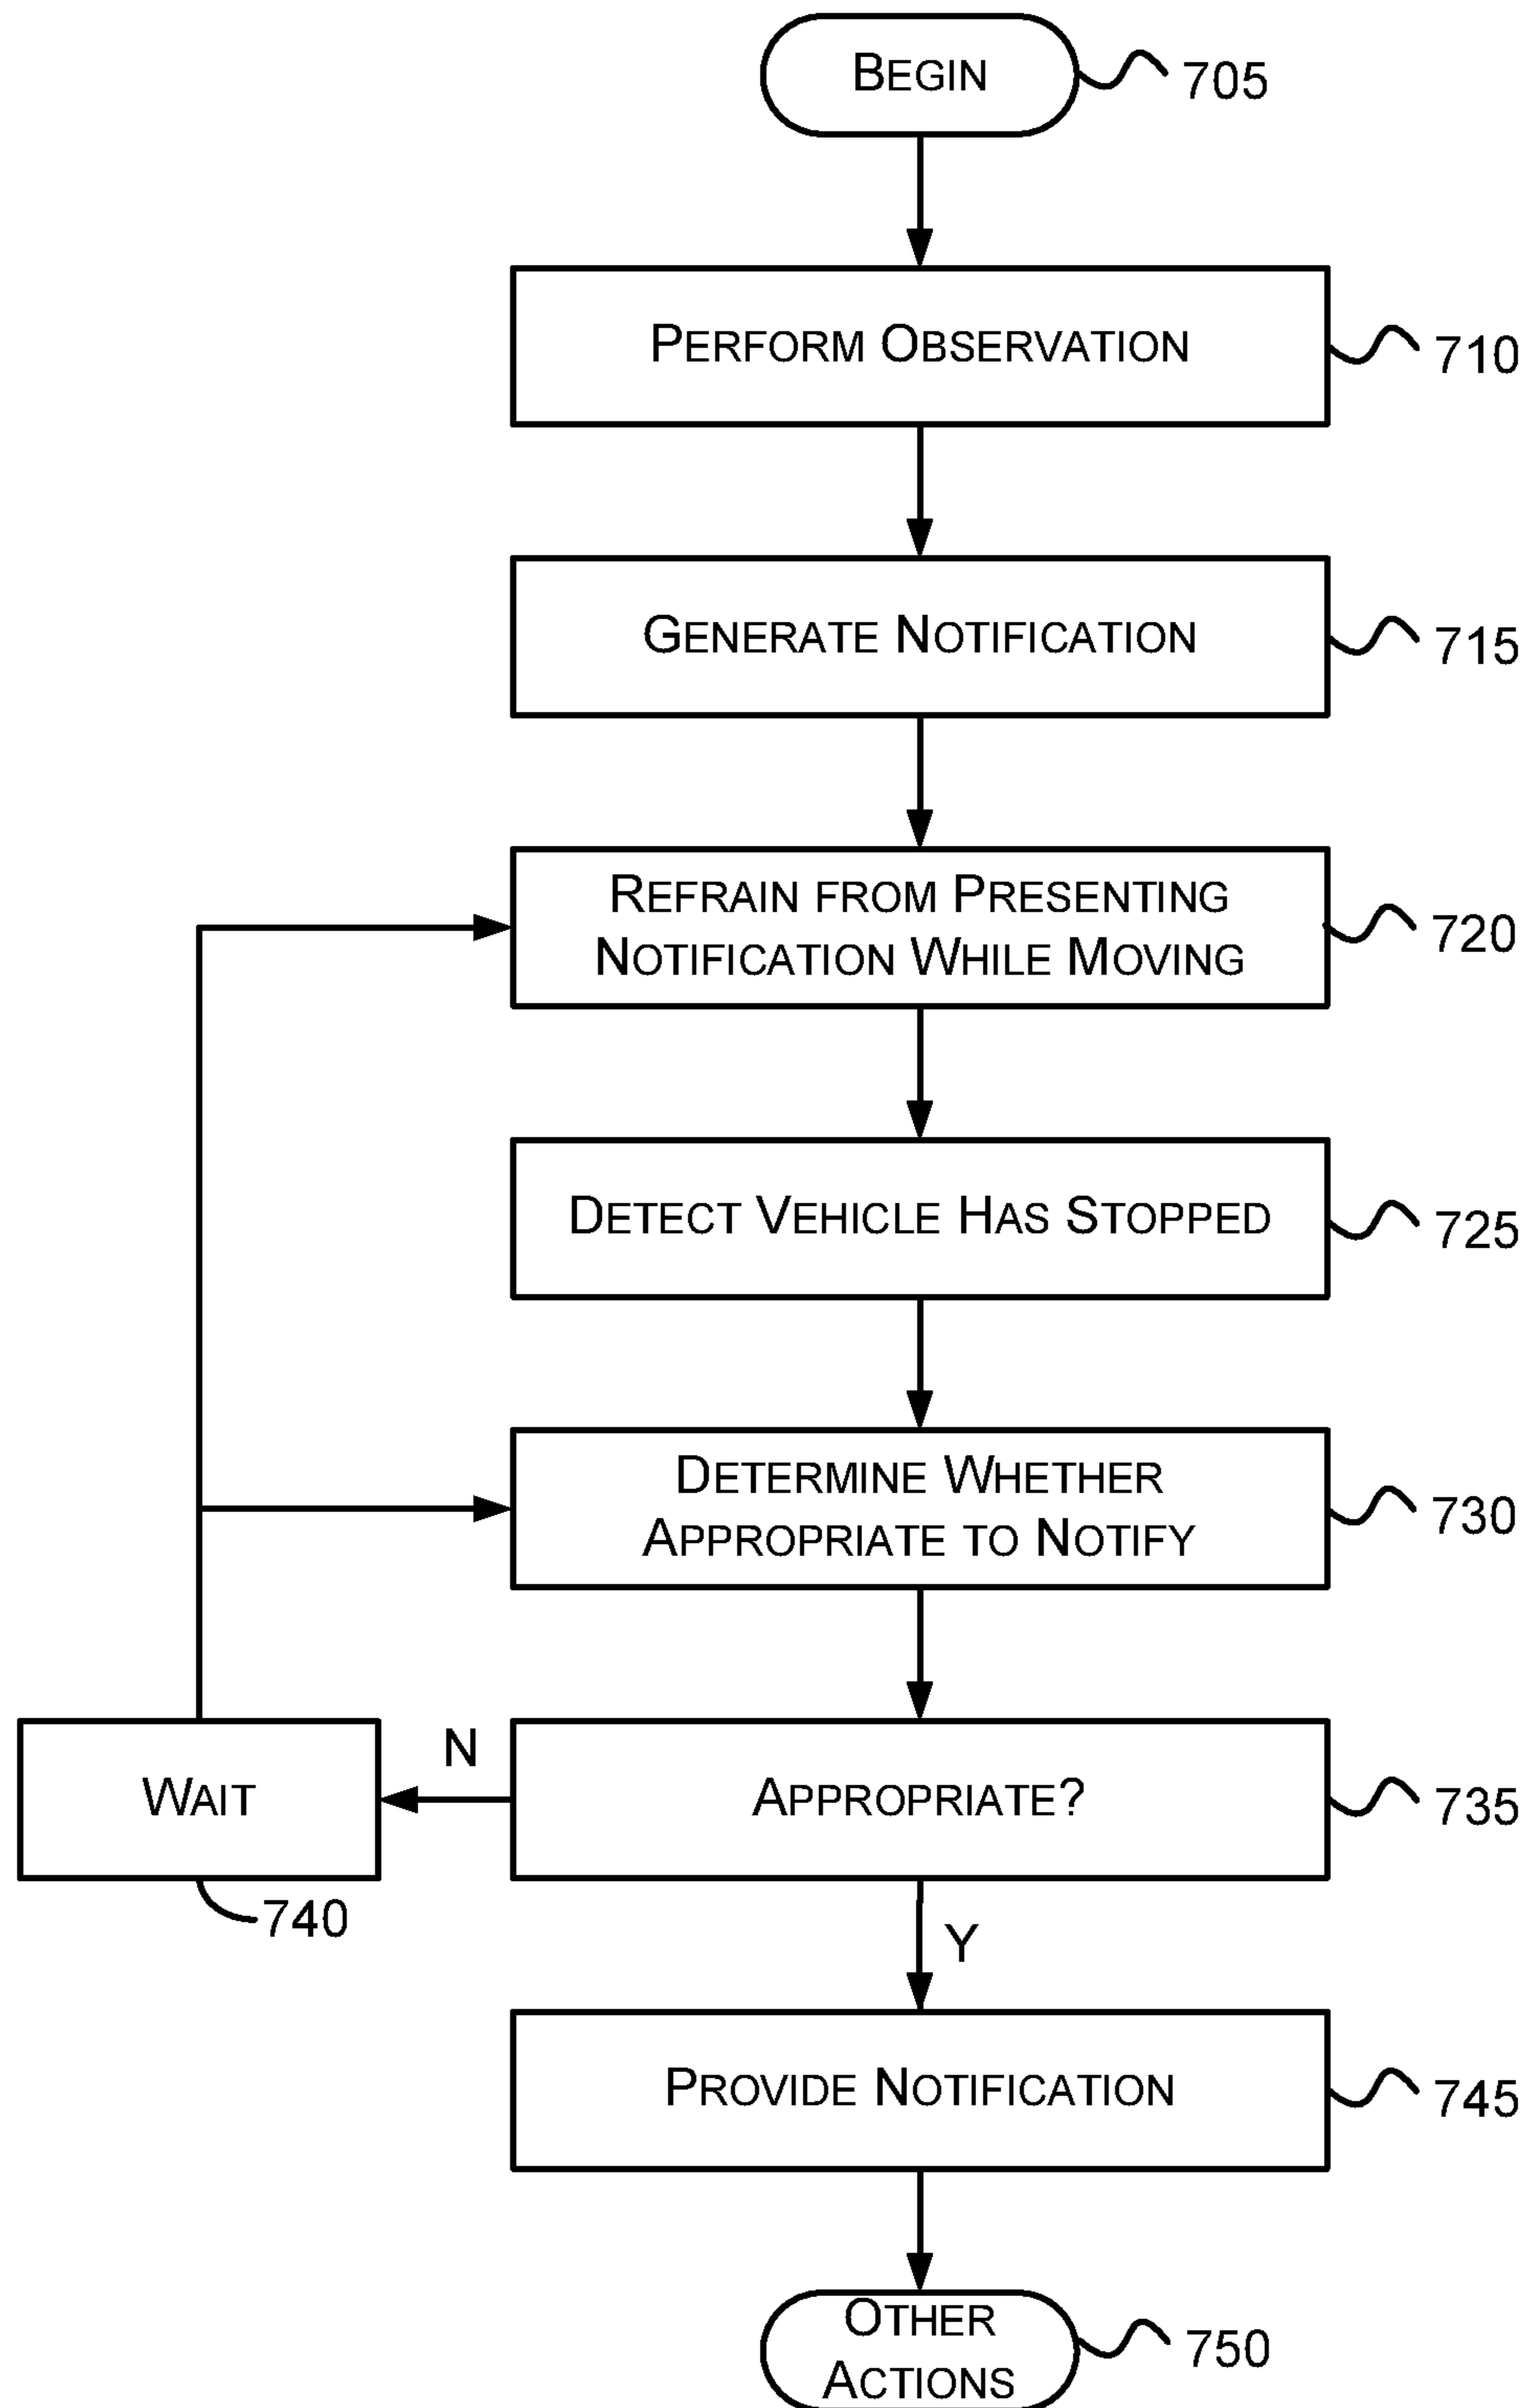 BEGIN
705
PERFORM OBSERVATION
710
GENERATE NOTIFICATION
715
REFRAIN FROM PRESENTING
NOTIFICATION WHILE MOVING
720
DETECT VEHICLE HAS STOPPED
725
DETERMINE WHETHER
APPROPRIATE TO NOTIFY
730
WAIT
740
N
APPROPRIATE?
735
Y
PROVIDE NOTIFICATION
745
OTHER
ACTIONS
750